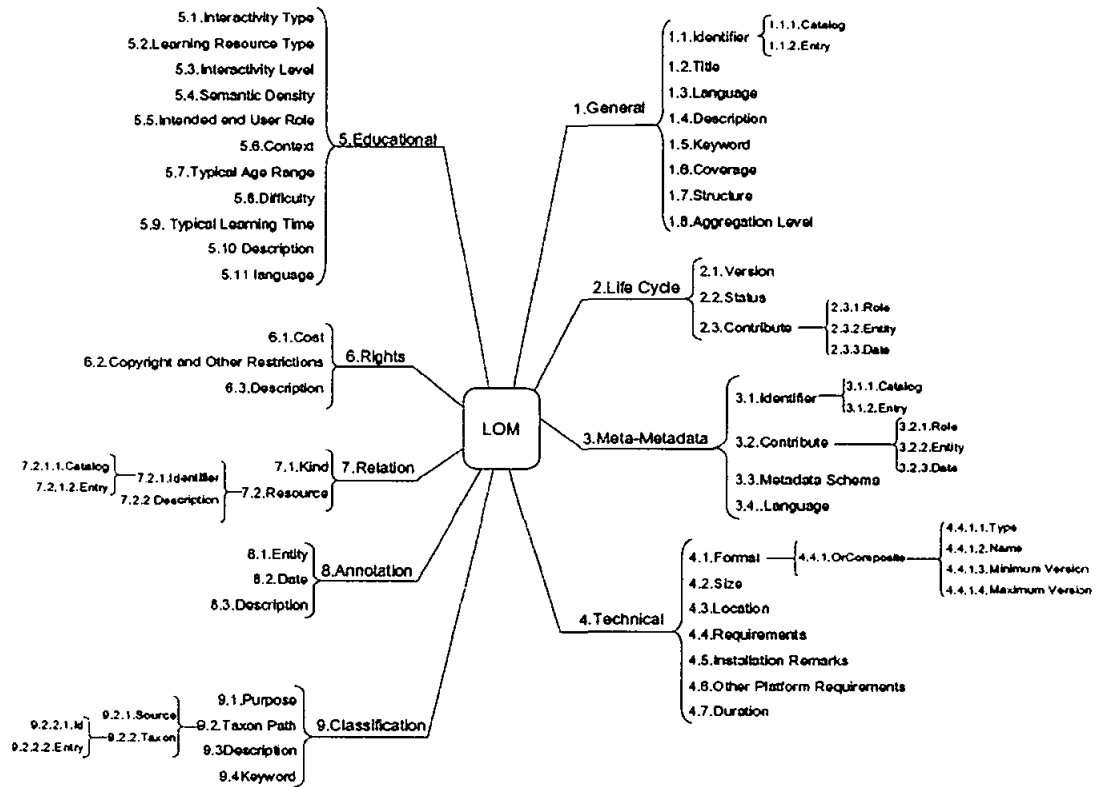 LOM
1.General
1.1.Identifier
1.1.1.Catalog
1.1.2.Entry
1.2.Title
1.3.Language
1.4.Description
1.5.Keyword
1.6.Coverage
1.7.Structure
1.8.Aggregation Level
2.Life Cycle
2.1.Version
2.2.Status
2.3.Contribute
2.3.1.Role
2.3.2.Entity
2.3.3.Date
3.Meta-Metadata
3.1.Identifier
3.1.1.Catalog
3.1.2.Entry
3.2.Contribute
3.2.1.Role
3.2.2.Entity
3.2.3.Date
3.3.Metadata Schema
3.4..Language
4.Technical
4.1.Formal
4.4.1.OrComposite
4.4.1.1.Type
4.4.1.2.Name
4.4.1.3.Minimum Version
4.4.1.4.Maximum Version
4.2.Size
4.3.Location
4.4.Requirements
4.5.Installation Remarks
4.6.Other Platform Requirements
4.7.Duration
5.Educational
5.1.Interactivity Type
5.2.Learning Resource Type
5.3.Interactivity Level
5.4.Semantic Density
5.5.Intended end User Role
5.6.Context
5.7.Typical Age Range
5.8.Difficulty
5.9. Typical Learning Time
5.10 Description
5.11 language
6.Rights
6.1.Cost
6.2.Copyright and Other Restrictions
6.3.Description
7.Relation
7.1.Kind
7.2.Resource
7.2.1.Identifier
7.2.1.1.Catalog
7.2.1.2.Entry
7.2.2 Description
8.Annotation
8.1.Entity
8.2.Date
8.3.Description
9.Classification
9.1.Purpose
9.2.Taxon Path
9.2.1.Source
9.2.2.Taxon
9.2.2.1.Id
9.2.2.2.Entry
9.3Description
9.4Keyword